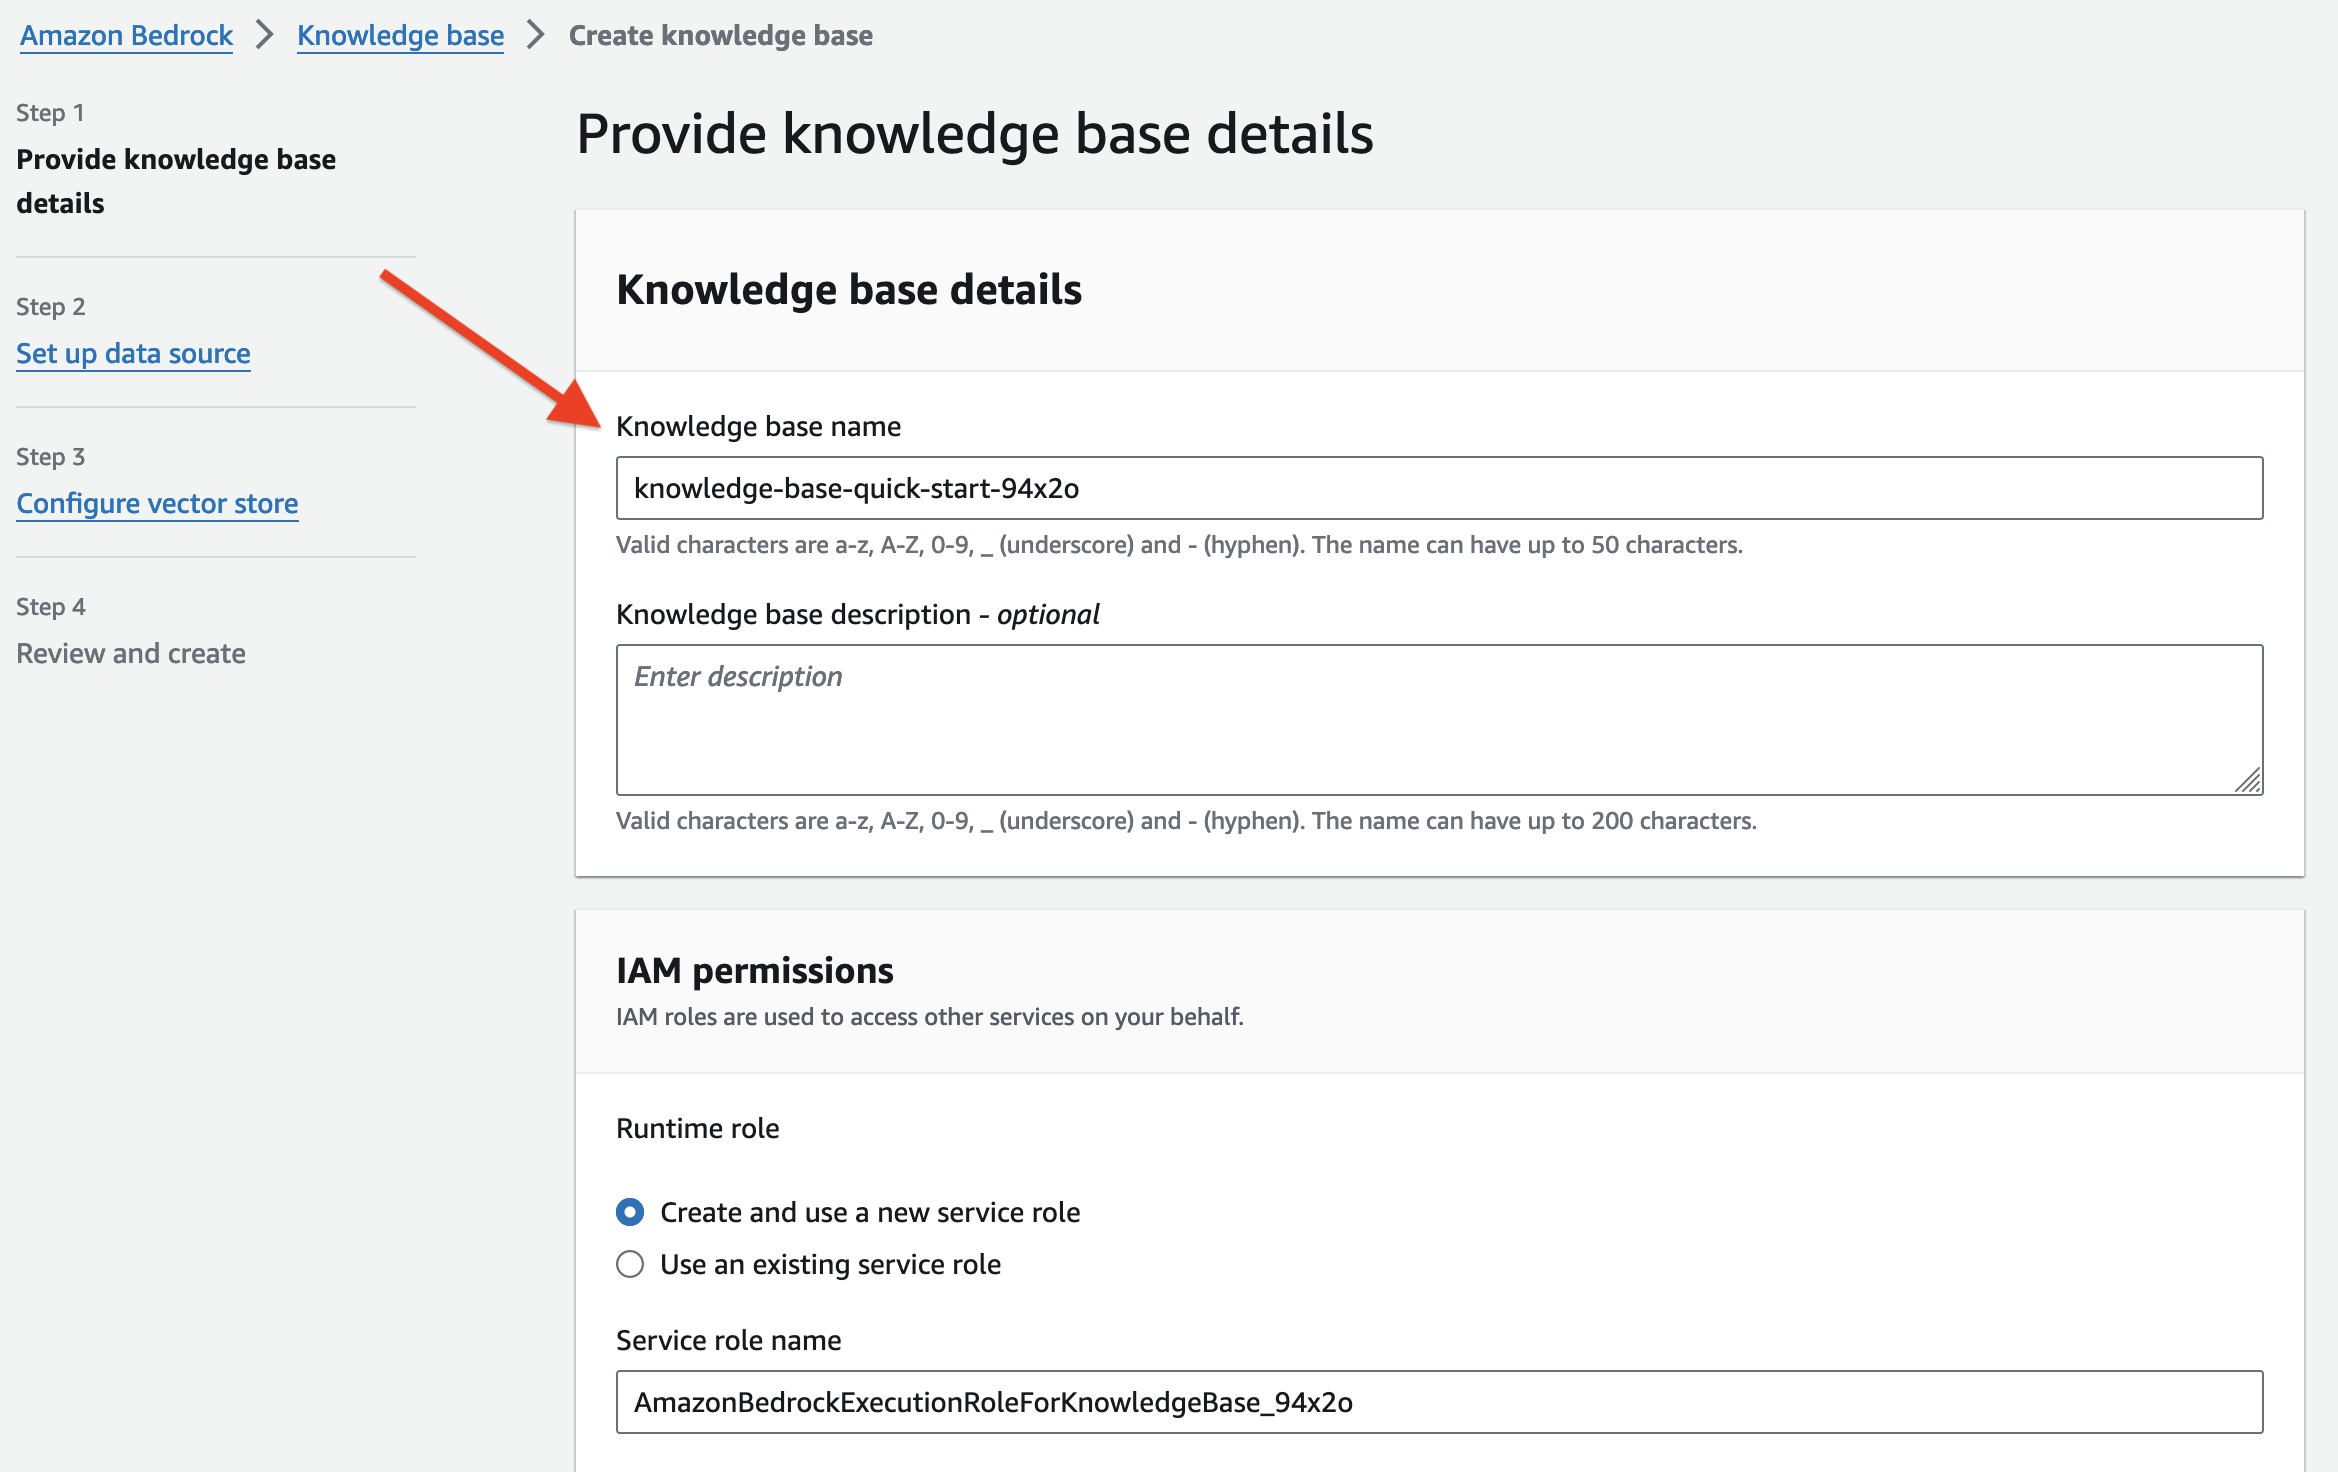 Amazon Bedrock > Knowledge base > Create knowledge base
Step 1
Provide knowledge base
details
Step 2
Set up data source
Step 3
Configure vector store
Step 4
Review and create
Provide knowledge base details
Knowledge base details
Knowledge base name
knowledge-base-quick-start-94x2o
Valid characters are a-z, A-Z, 0-9, _ (underscore) and - (hyphen). The name can have up to 50 characters.
Knowledge base description - optional
Enter description
Valid characters are a-z, A-Z, 0-9, _ (underscore) and - (hyphen). The name can have up to 200 characters.
IAM permissions
IAM roles are used to access other services on your behalf.
Runtime role
Create and use a new service role
Use an existing service role
Service role name
AmazonBedrockExecutionRoleForKnowledgeBase_94x2o